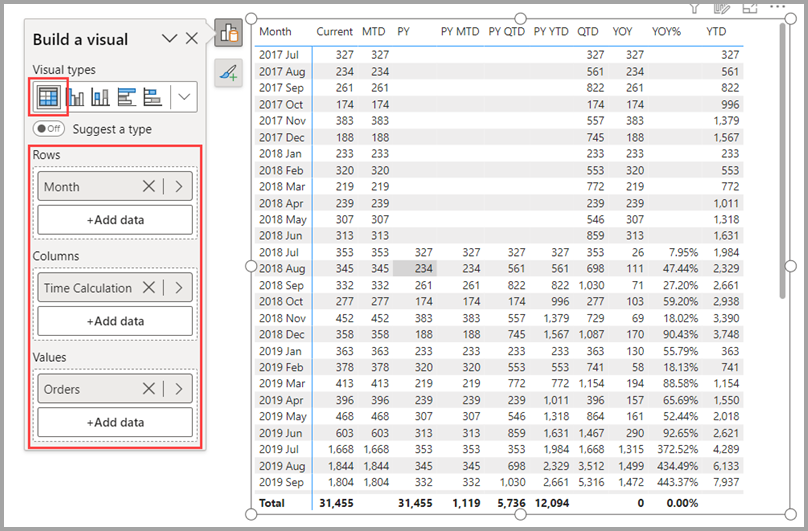 Build a visual
Visual types
Off Suggest a type
Rows
Month
+Add data
Columns
Time Calculation
+Add data
Values
Orders
+Add data
Month Current MTD PY PY MTD PY QTD PY YTD QTD YOY YOY% YTD
2017 Jul 327 327 327 327 327
2017 Aug 234 234 561 234 561
2017 Sep 261 261 822 261 822
2017 Oct 174 174 174 174 996
2017 Nov 383 383 557 383 1,379
2017 Dec 188 188 745 188 1,567
2018 Jan 233 233 233 233 233
2018 Feb 320 320 553 320 553
2018 Mar 219 219 772 219 772
2018 Apr 239 239 239 239 1,011
2018 May 307 307 546 307 1,318
2018 Jun 313 313 859 313 1,631
2018 Jul 353 353 327 327 327 327 353 26 7.95% 1,984
2018 Aug 345 345 234 234 561 561 698 111 47.44% 2,329
2018 Sep 332 332 261 261 822 822 1,030 71 27.20% 2,661
2018 Oct 277 277 174 174 174 996 277 103 59.20% 2,938
2018 Nov 452 452 383 383 557 1,379 729 69 18.02% 3,390
2018 Dec 358 358 188 188 745 1,567 1,087 170 90.43% 3,748
2019 Jan 363 363 233 233 233 233 363 130 55.79% 363
2019 Feb 378 378 320 320 553 553 741 58 18.13% 741
2019 Mar 413 413 219 219 772 772 1,154 194 88.58% 1,154
2019 Apr 396 396 239 239 239 1,011 396 157 65.69% 1,550
2019 May 468 468 307 307 546 1,318 864 161 52.44% 2,018
2019 Jun 603 603 313 313 859 1,631 1,467 290 92.65% 2,621
2019 Jul 1,668 1,668 353 353 353 1,984 1,668 1,315 372.52% 4,289
2019 Aug 1,844 1,844 345 345 698 2,329 3,512 1,499 434.49% 6,133
2019 Sep 1,804 1,804 332 332 1,030 2,661 5,316 1,472 443.37% 7,937
Total 31,455 31,455 1,119 5,736 12,094 0 0.00%